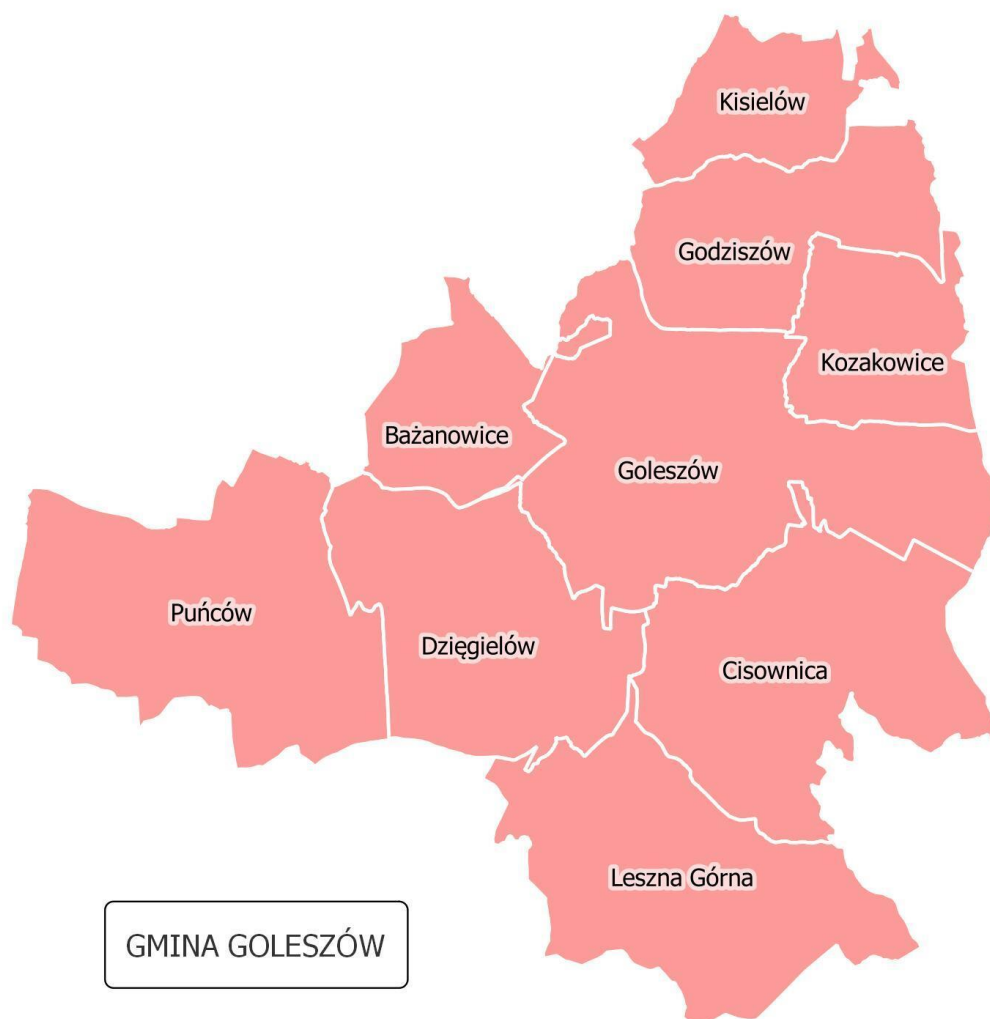 Kisielów
Godziszów
Kozakowice
Bażanowice
Goleszów
Puńców
Dzięgielów
Cisownica
Leszna Górna
GMINA GOLESZÓW